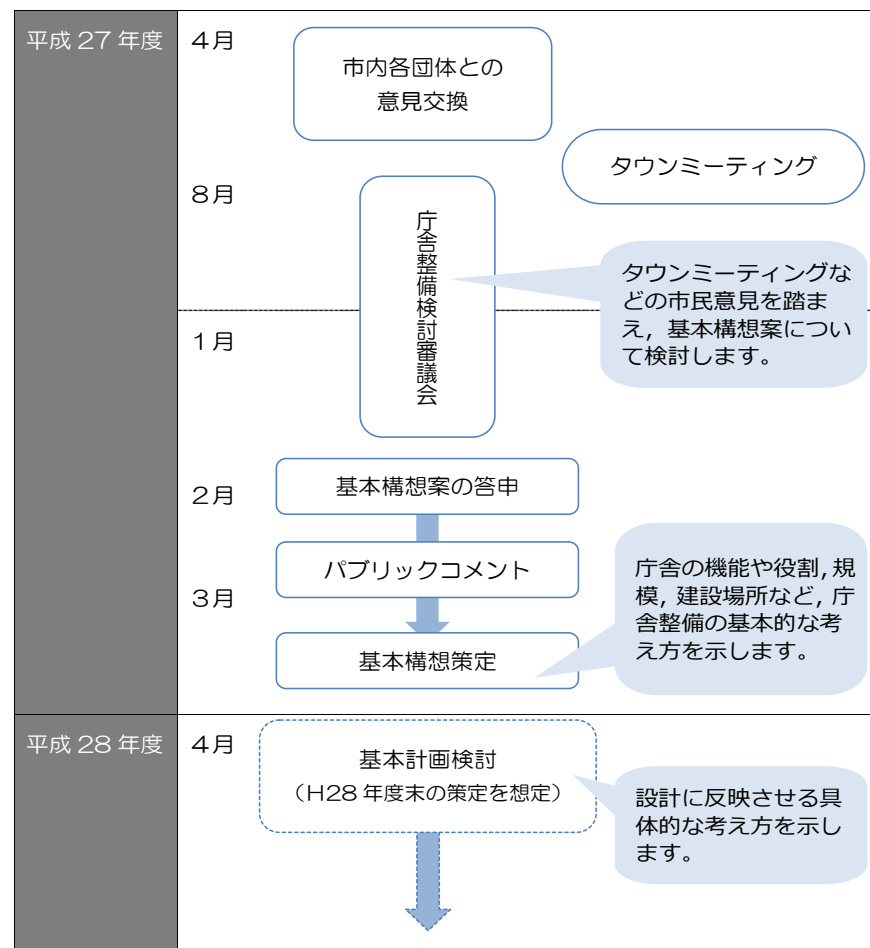 平成27年度
4月
市内各団体との
意見交換
タウンミーティング
8月
庁舎整備検討審議会
タウンミーティングな
どの市民意見を踏ま
え，基本構想案につい
て検討します。
1月
2月
基本構想案の答申
パブリックコメント
3月
基本構想策定
庁舎の機能や役割，規
模，建設場所など，庁
舎整備の基本的な考
え方を示します。
平成28年度
4月
基本計画検討
（H28年度末の策定を想定）
設計に反映させる具
体的な考え方を示し
ます。